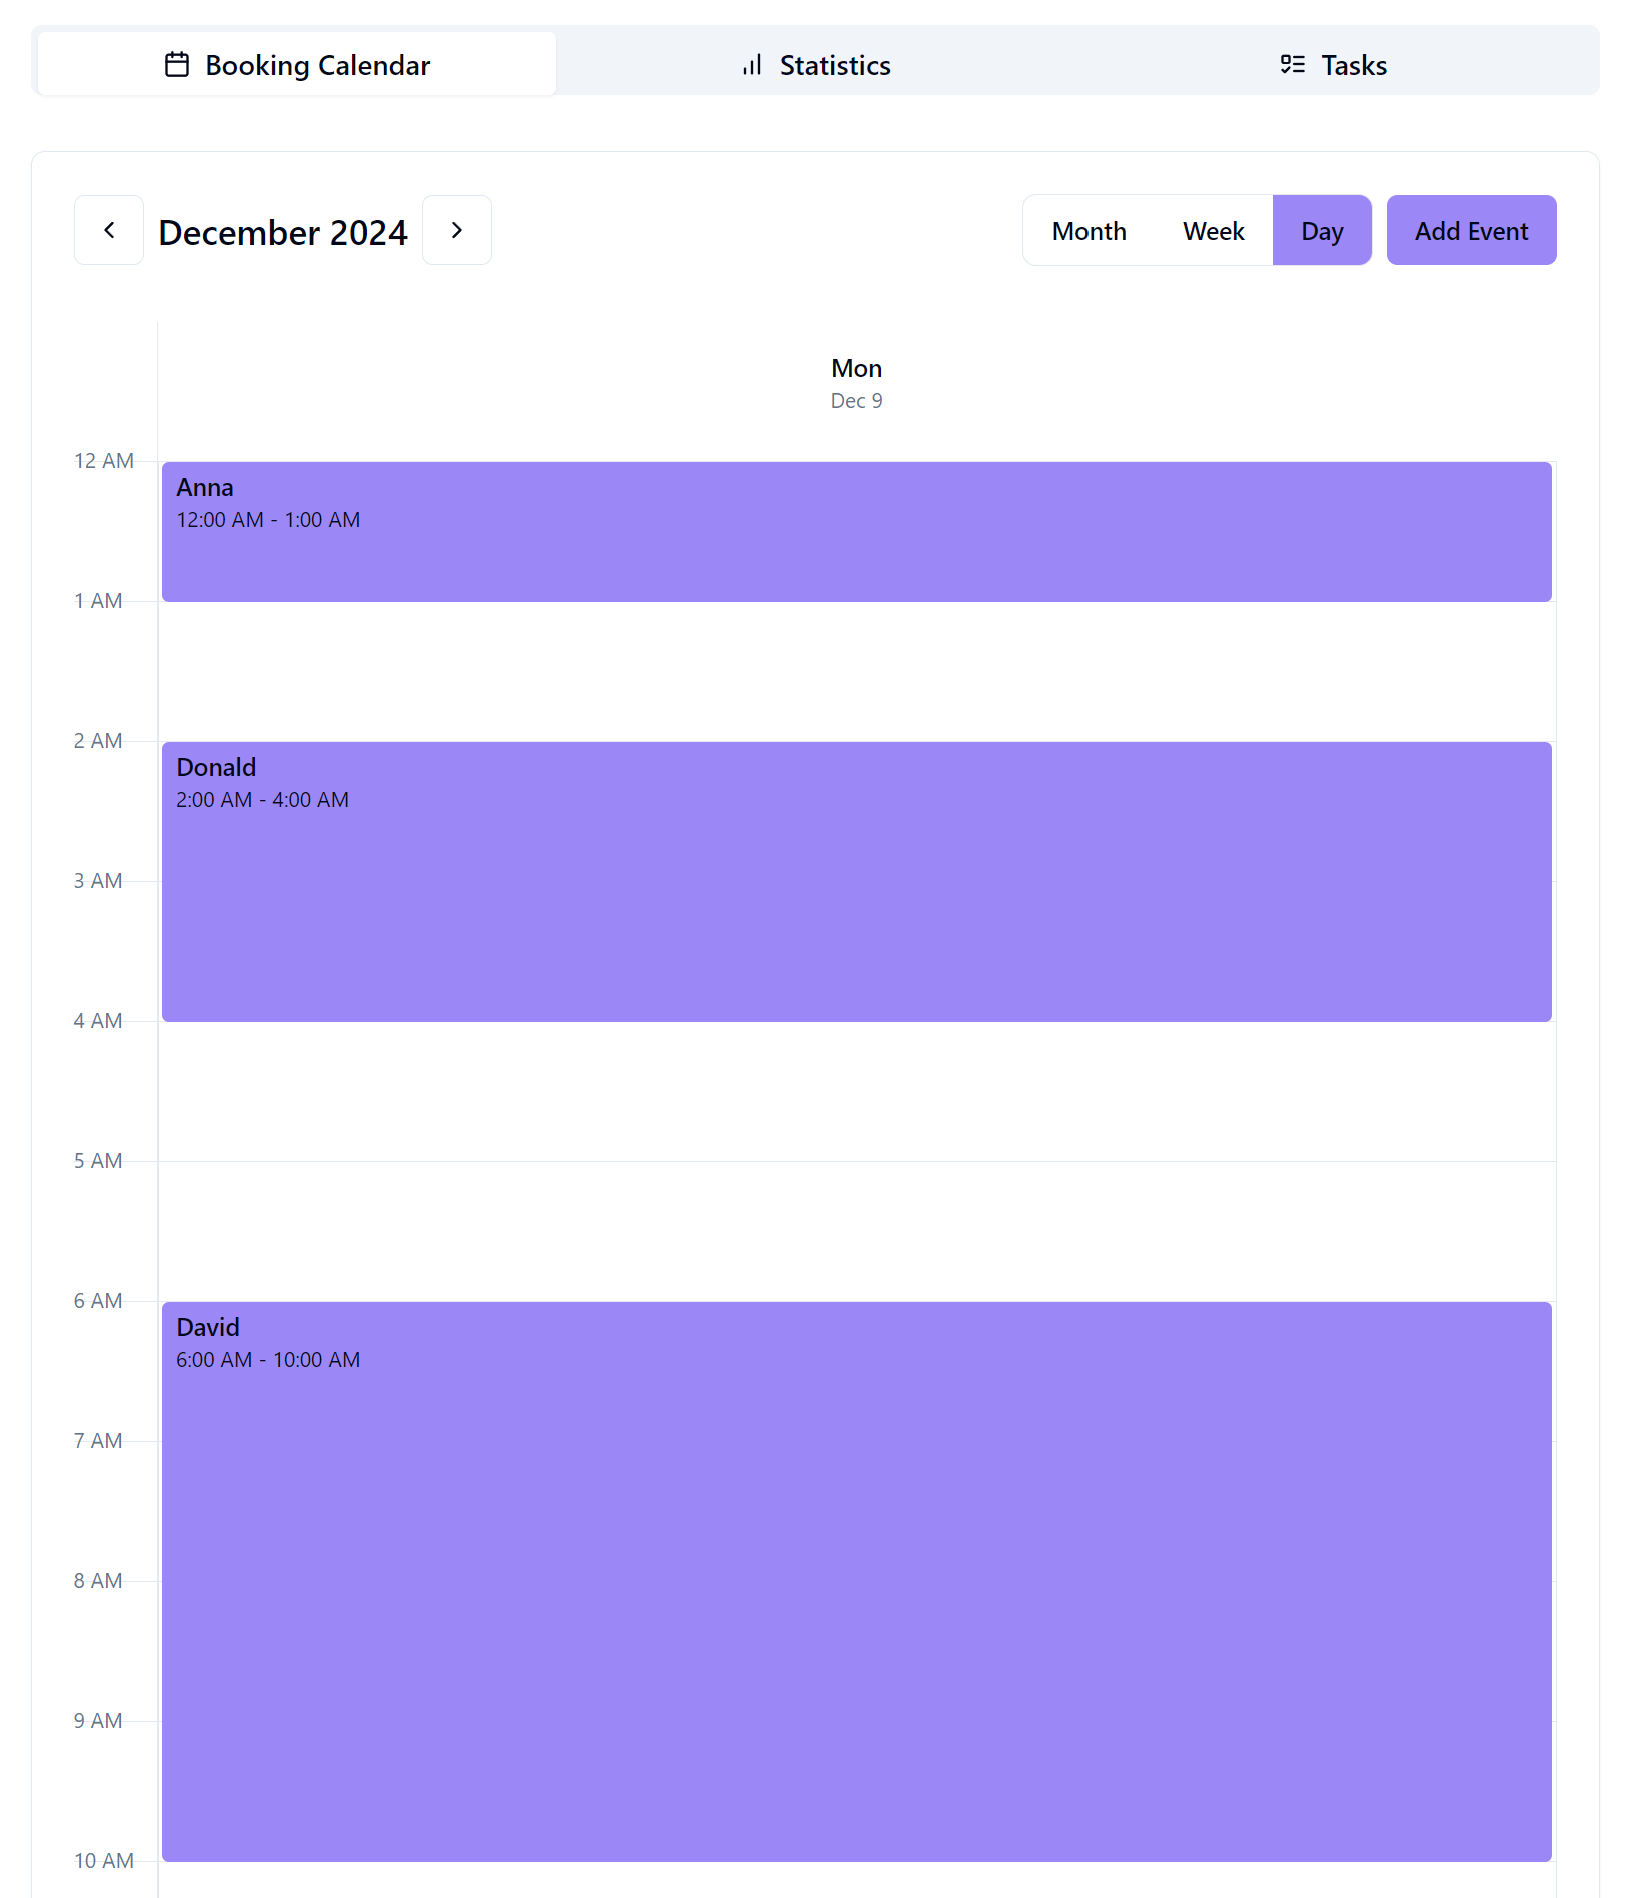 Booking Calendar
Statistics
Tasks
December 2024
Month
Week
Day
Add Event
Mon
Dec 9
12 AM
Anna
12:00 AM - 1:00 AM
1 AM
2 AM
Donald
2:00 AM - 4:00 AM
3 AM
4 AM
5 AM
6 AM
David
6:00 AM - 10:00 AM
7 AM
8 AM
9 AM
10 AM